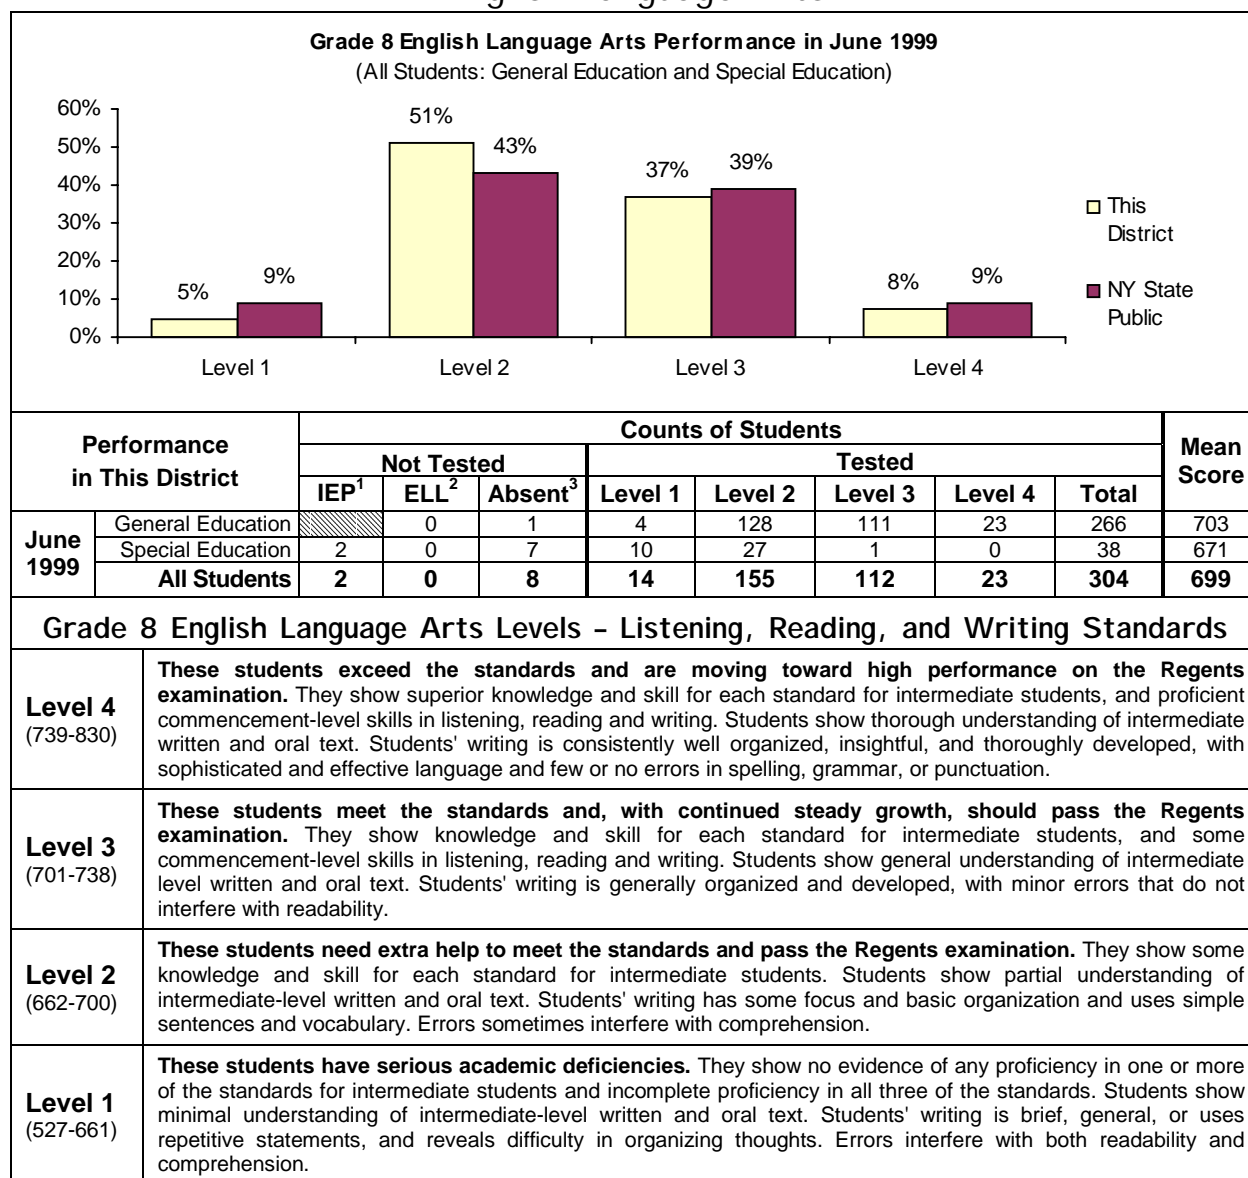 Grade 8 English Language Arts Performance in June 1999
(All Students: General Education and Special Education)
60%
50%
40%
30%
20%
10%
0%
5%
9%
51%
43%
37%
39%
8%
9%
Level 1
Level 2
Level 3
Level 4
This
District
NY State
Public
Performance
in This District
Counts of Students
Mean
Score
Not Tested
Tested
IEP1 ELL2 Absent3 Level 1 Level 2 Level 3 Level 4 Total
June
1999
General Education 0 1 4 128 111 23 266 703
Special Education 2 0 7 10 27 1 0 38 671
All Students 2 0 8 14 155 112 23 304 699
Grade 8 English Language Arts Levels – Listening, Reading, and Writing Standards
Level 4
(739-830)
These students exceed the standards and are moving toward high performance on the Regents
examination. They show superior knowledge and skill for each standard for intermediate students, and proficient
commencement-level skills in listening, reading and writing. Students show thorough understanding of intermediate
written and oral text. Students' writing is consistently well organized, insightful, and thoroughly developed, with
sophisticated and effective language and few or no errors in spelling, grammar, or punctuation.
Level 3
(701-738)
These students meet the standards and, with continued steady growth, should pass the Regents
examination. They show knowledge and skill for each standard for intermediate students, and some
commencement-level skills in listening, reading and writing. Students show general understanding of intermediate
level written and oral text. Students' writing is generally organized and developed, with minor errors that do not
interfere with readability.
Level 2
(662-700)
These students need extra help to meet the standards and pass the Regents examination. They show some
knowledge and skill for each standard for intermediate students. Students show partial understanding of
intermediate-level written and oral text. Students' writing has some focus and basic organization and uses simple
sentences and vocabulary. Errors sometimes interfere with comprehension.
Level 1
(527-661)
These students have serious academic deficiencies. They show no evidence of any proficiency in one or more
of the standards for intermediate students and incomplete proficiency in all three of the standards. Students show
minimal understanding of intermediate-level written and oral text. Students' writing is brief, general, or uses
repetitive statements, and reveals difficulty in organizing thoughts. Errors interfere with both readability and
comprehension.